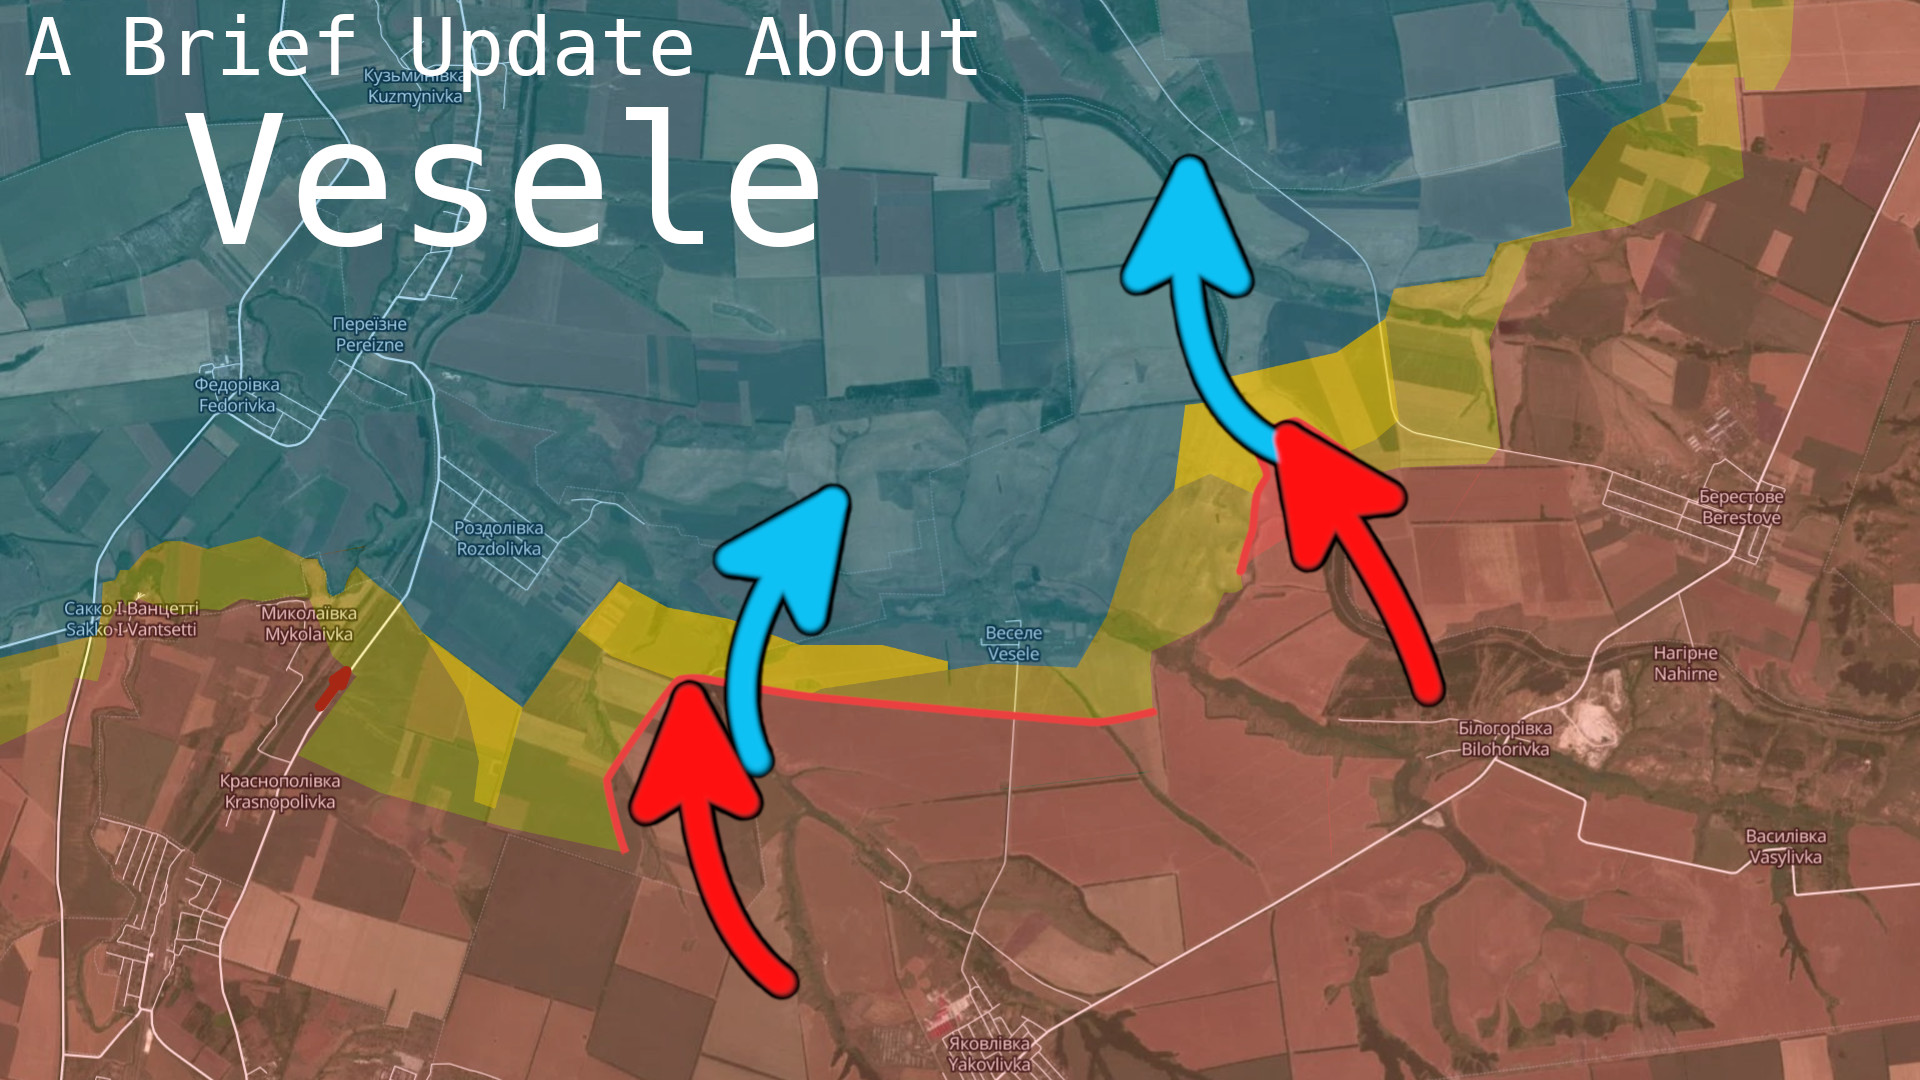 A Brief Update About
Vesele
Кузьминівка
Kuzmynivka
Переїзне
Pereizne
Федорівка
Fedorivka
Роздолівка
Rozdolivka
Берестове
Berestove
Сакко І Ванцетті
Sakko I Vantsetti
Миколаївка
Mykolaivka
Веселе
Vesele
Нагірне
Nahirne
Білогорівка
Bilohorivka
Краснополівка
Krasnopolivka
Василівка
Vasylivka
Яковлівка
Yakovlivka